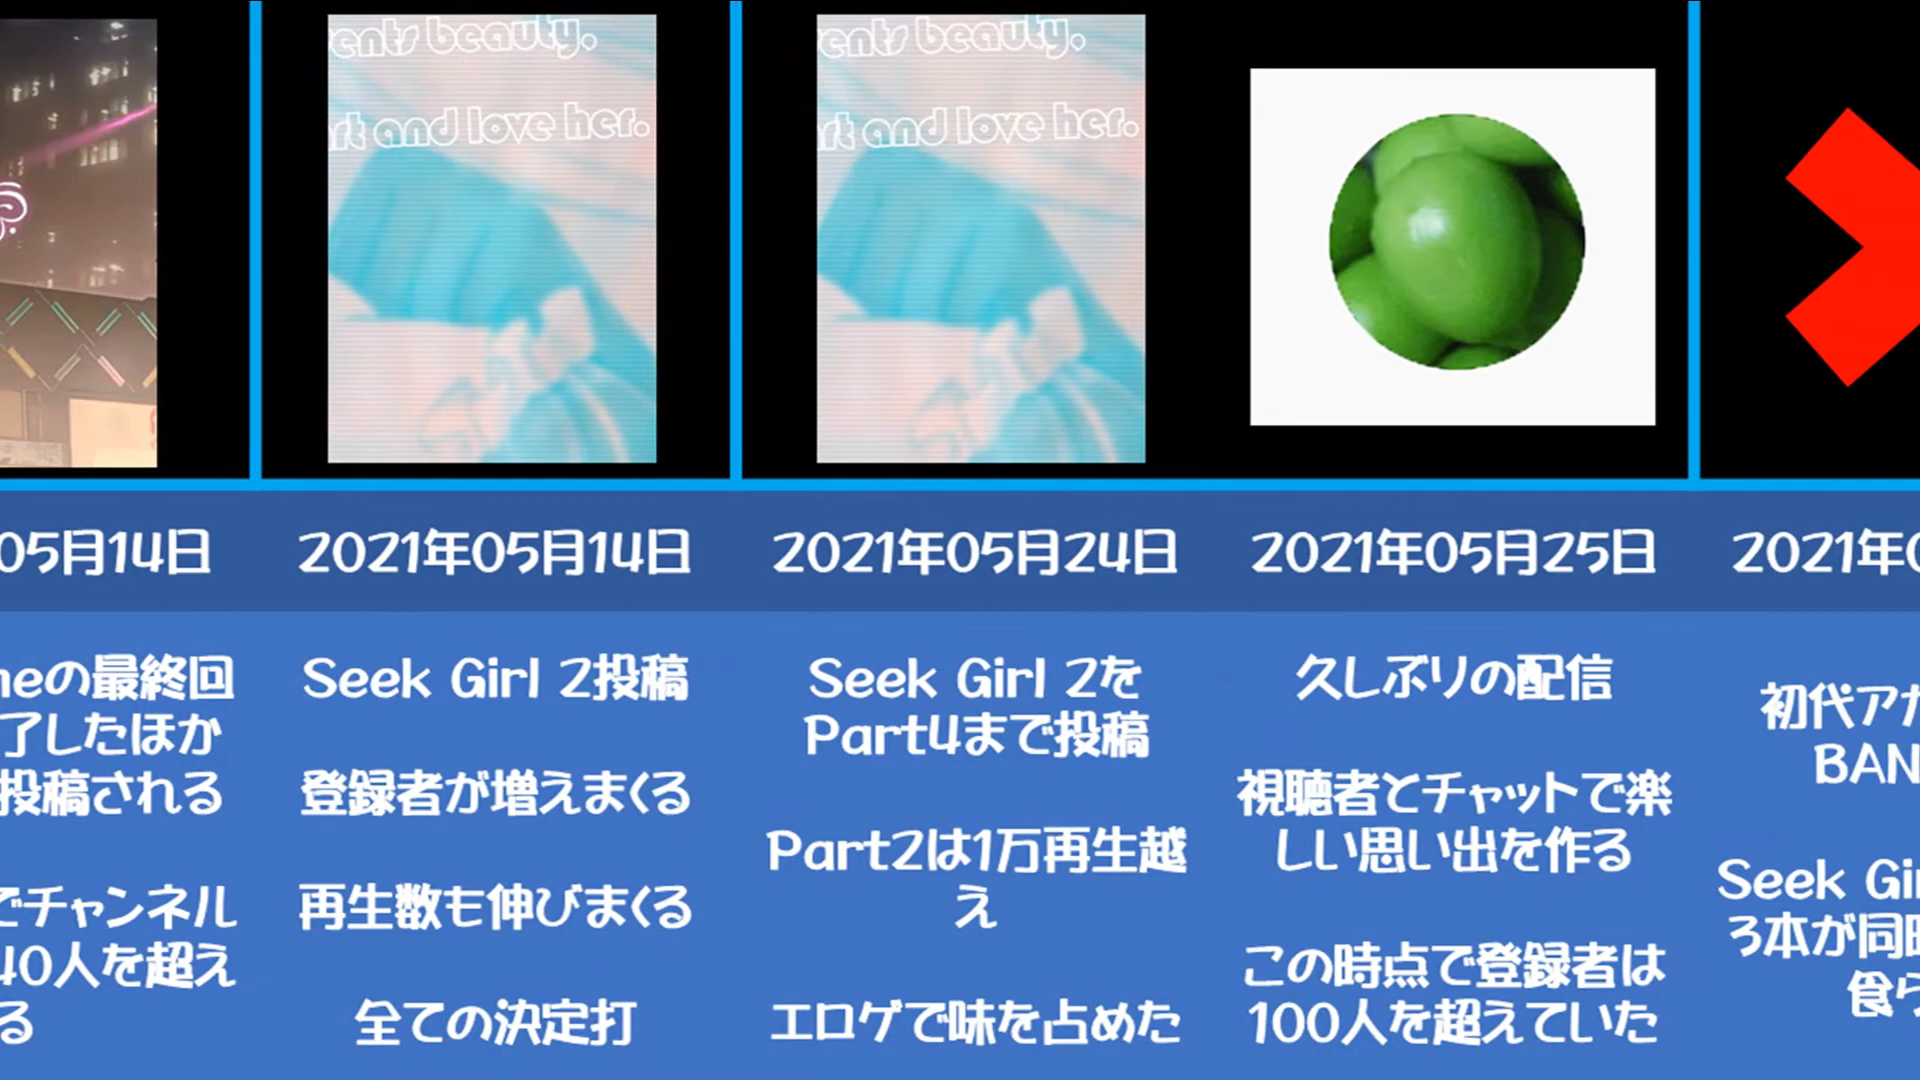 ents beauty.
rt and love her.
ents beauty.
rt and love her.
05月14日
neの最終回
了したほか
投稿される
でチャンネル
40人を超え
る
2021年05月14日
Seek Girl 2投稿
登録者が増えまくる
再生数も伸びまくる
全ての決定打
2021年05月24日
Seek Girl 2を
Part4まで投稿
Part2は1万再生越
え
エロゲで味を占めた
2021年05月25日
久しぶりの配信
視聴者とチャットで楽
しい思い出を作る
この時点で登録者は
100人を超えていた
2021年0
初代アカ
BAN
Seek Gir
3本が同時
食ら